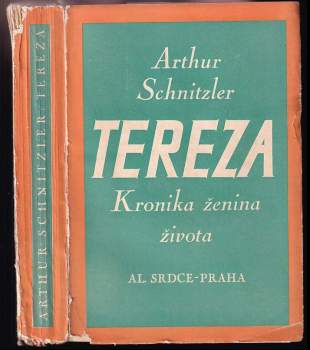 ARTHUR SCHNITZLER: TEREZA
Arthur
Schnitzler
TEREZA
Kronika ženina
života
AL. SRDCE-PRAHA